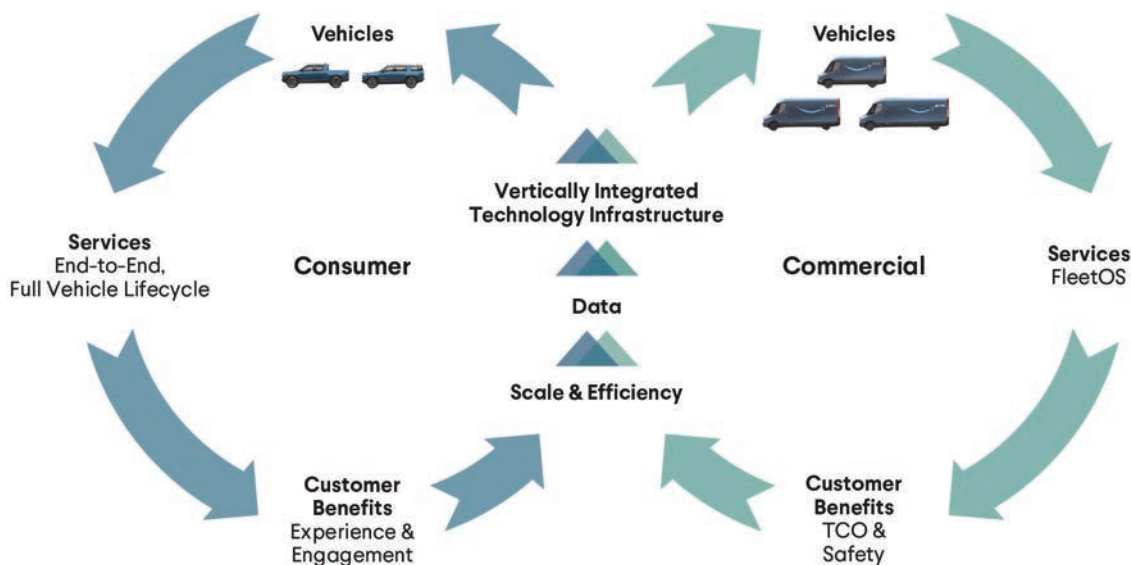 Vehicles
Vehicles
Vertically Integrated
Technology Infrastructure
Services
End-to-End,
Full Vehicle Lifecycle
Consumer
Commercial
Services
FleetOS
Data
Scale & Efficiency
Customer
Benefits
Experience &
Engagement
Customer
Benefits
TCO &
Safety